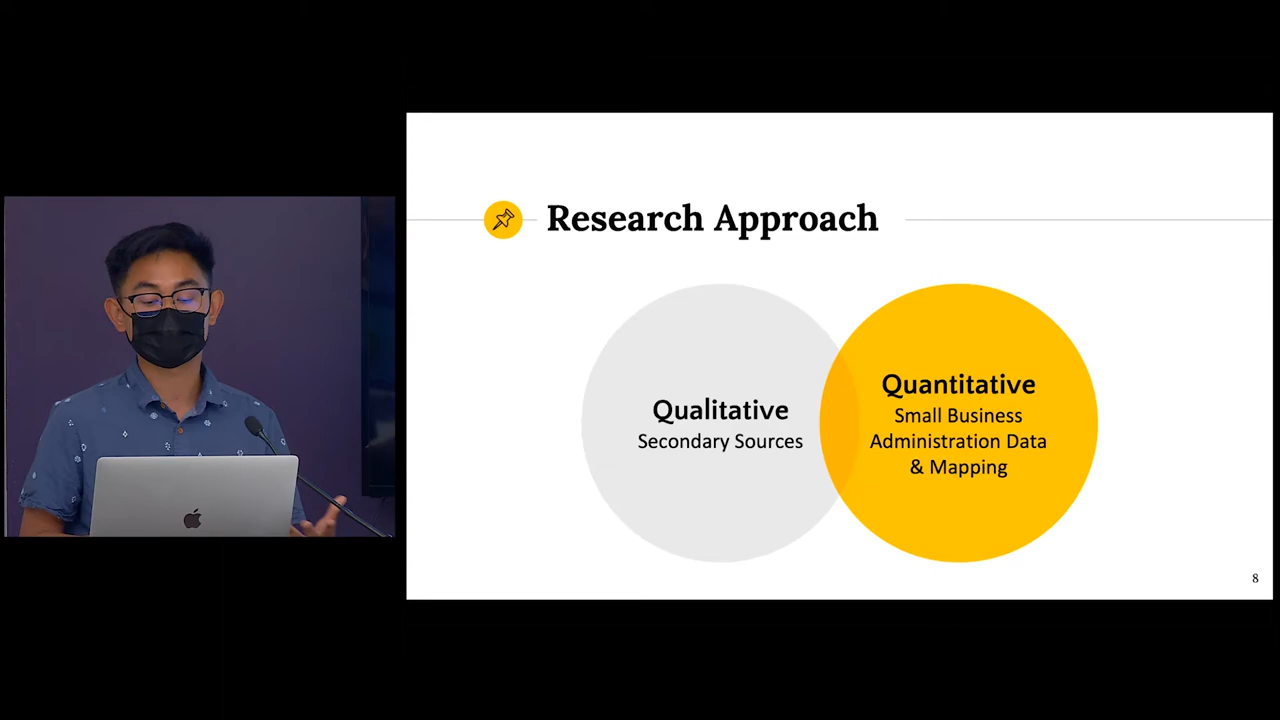 Research Approach
Qualitative
Secondary Sources
Quantitative
Small Business
Administration Data
& Mapping
8